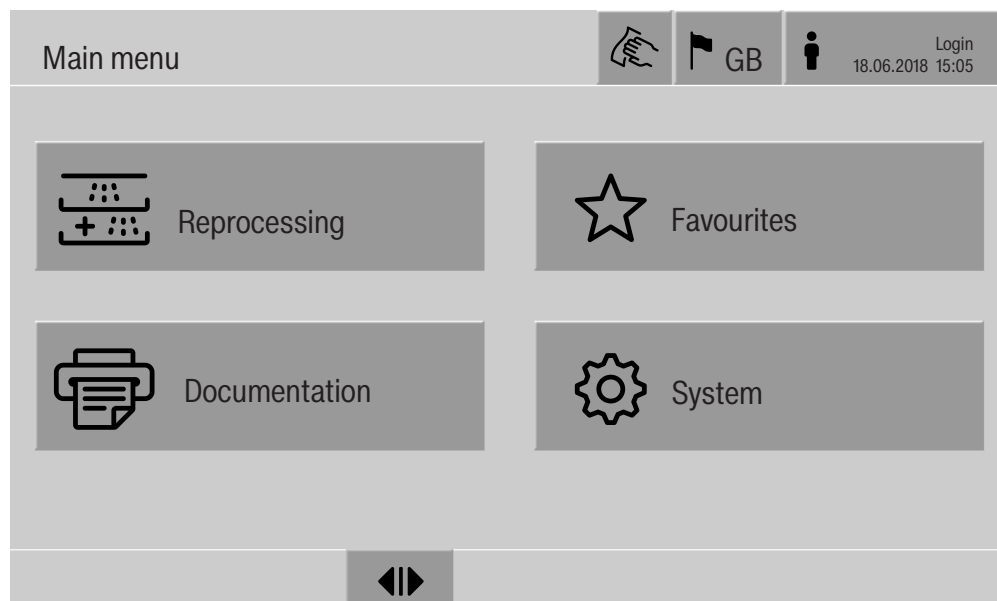 Main menu
GB
Login
18.06.2018 15:05
Reprocessing
Favourites
Documentation
System